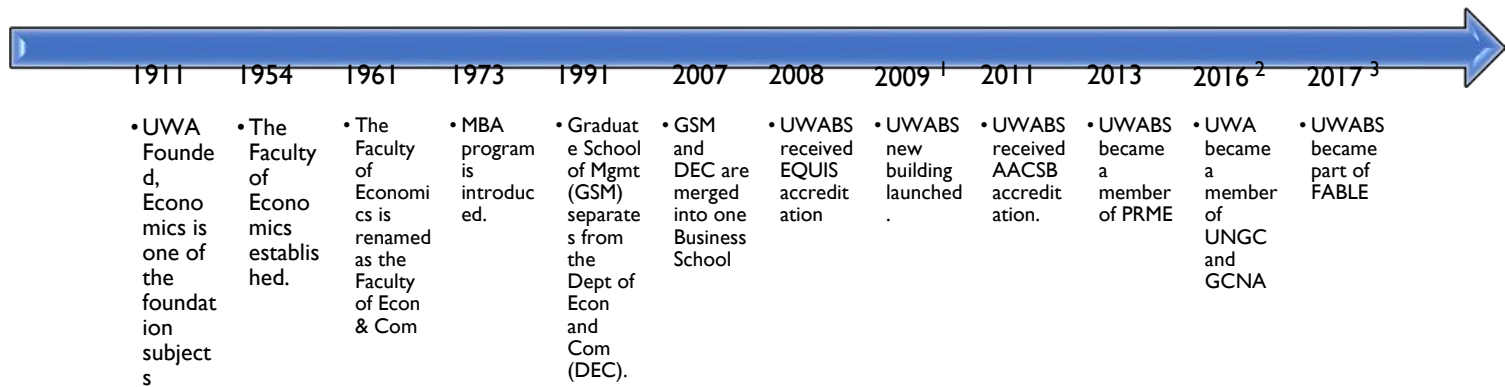 1911
• UWA
Founde
d,
Econo
mics is
one of
the
foundat
ion
subject
s
1954
• The
Faculty
of
Econo
mics
establis
hed.
1961
• The
Faculty
of
Economi
cs is
renamed
as the
Faculty
of Econ
& Com
1973
• MBA
program
is
introduc
ed.
1991
• Graduat
e School
of Mgmt
(GSM)
separate
s from
the
Dept of
Econ
and
Com
(DEC).
2007
• GSM
and
DEC are
merged
into one
Business
School
2008
• UWABS
received
EQUIS
accredit
ation
2009 1
• UWABS
new
building
launched
.
2011
• UWABS
received
AACSB
accredit
ation.
2013
• UWABS
became
a
member
of PRME
2016 2
• UWA
became
a
member
of
UNGC
and
GCNA
2017 3
• UWABS
became
part of
FABLE